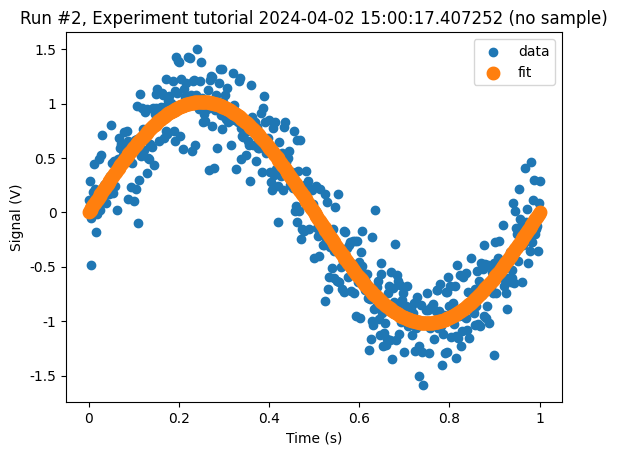 Run #2, Experiment tutorial 2024-04-02 15:00:17.407252 (no sample)
data
fit
1.5
1
0.5
0
-0.5
-1
-1.5
Signal (V)
0
0.2
0.4
0.6
0.8
1
Time (s)